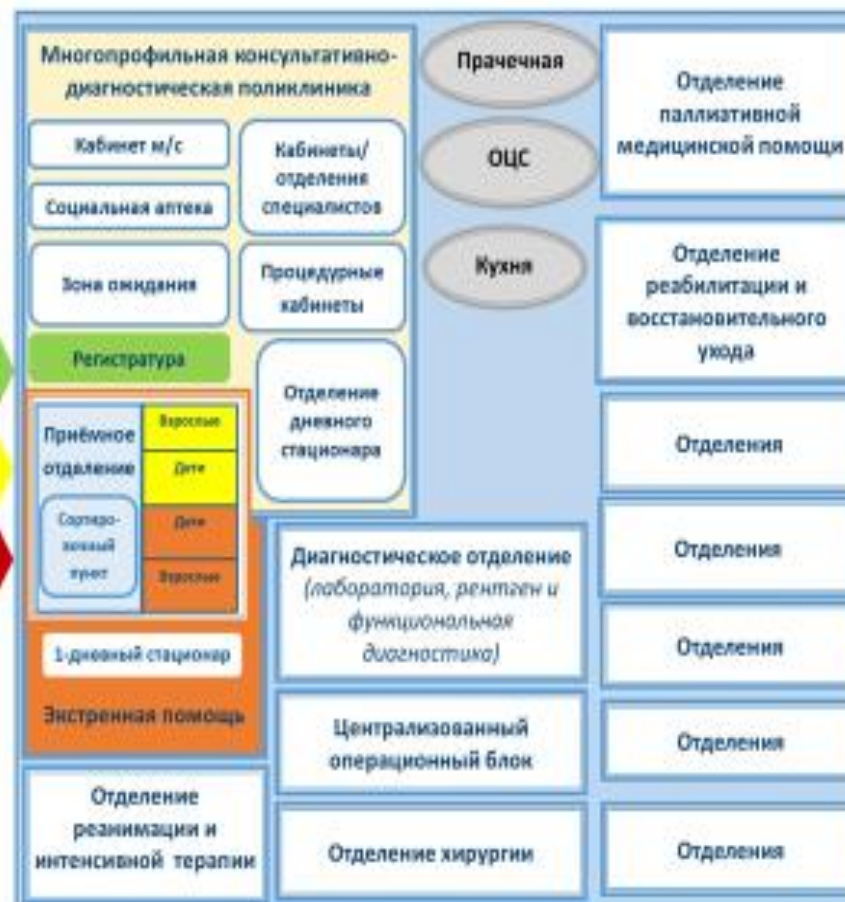 Многопрофильная консультативно-
диагностическая поликлиника
Кабинет м/с
Социальная аптека
Зона ожидания
Регистратура
Кабинеты/
отделения
специалистов
Процедурные
кабинеты
Отделение
дневного
стационара
Приёмное
отделение
Сортиро-
вочный
пункт
Взрослые
Дети
Дети
Взрослые
1-дневный стационар
Экстренная помощь
Отделение
реанимации и
интенсивной терапии
Прачечная
ОЦС
Кухня
Диагностическое отделение
(лаборатория, рентген и
функциональная
диагностика)
Централизованный
операционный блок
Отделение хирургии
Отделение
паллиативной
медицинской помощи
Отделение
реабилитации и
восстановительного
ухода
Отделения
Отделения
Отделения
Отделения
Отделения